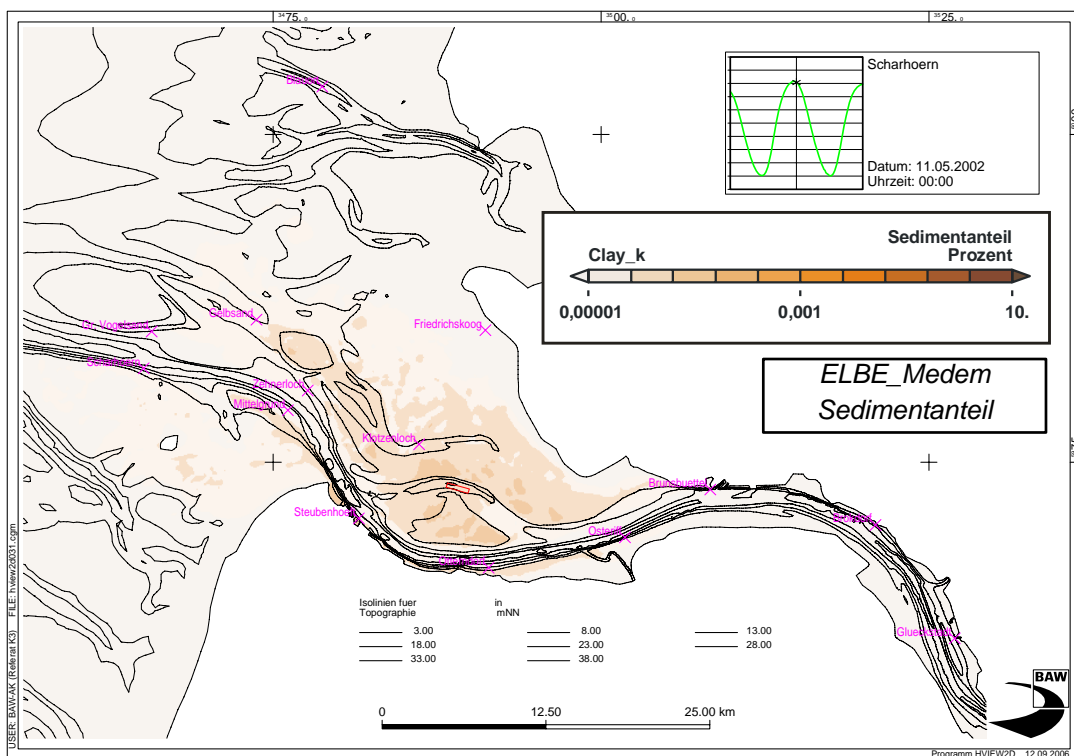 ³⁴75.
³⁵00.
³⁵25.
Scharhoern
Datum: 11.05.2002
Uhrzeit: 00:00
Clay_k
Sedimentanteil
Prozent
0,00001
0,001
10.
ELBE_Medem
Sedimentanteil
Gelbsand
Gr. Vogelsand
Friedrichskoog
Zehnerloch
Mittelgrund
Klotzenloch
Steubenhoeft
Brunsbuettel
Osteriff
Brokdorf
Glueckstadt
Isolinien fuer
Topographie
in
mNN
3.00
8.00
13.00
18.00
23.00
28.00
33.00
38.00
0
12.50
25.00 km
BAW
USER: BAW-AK (Referat K3) FILE: hview2d031.cgm
Programm HVIEW2D 12.09.2006